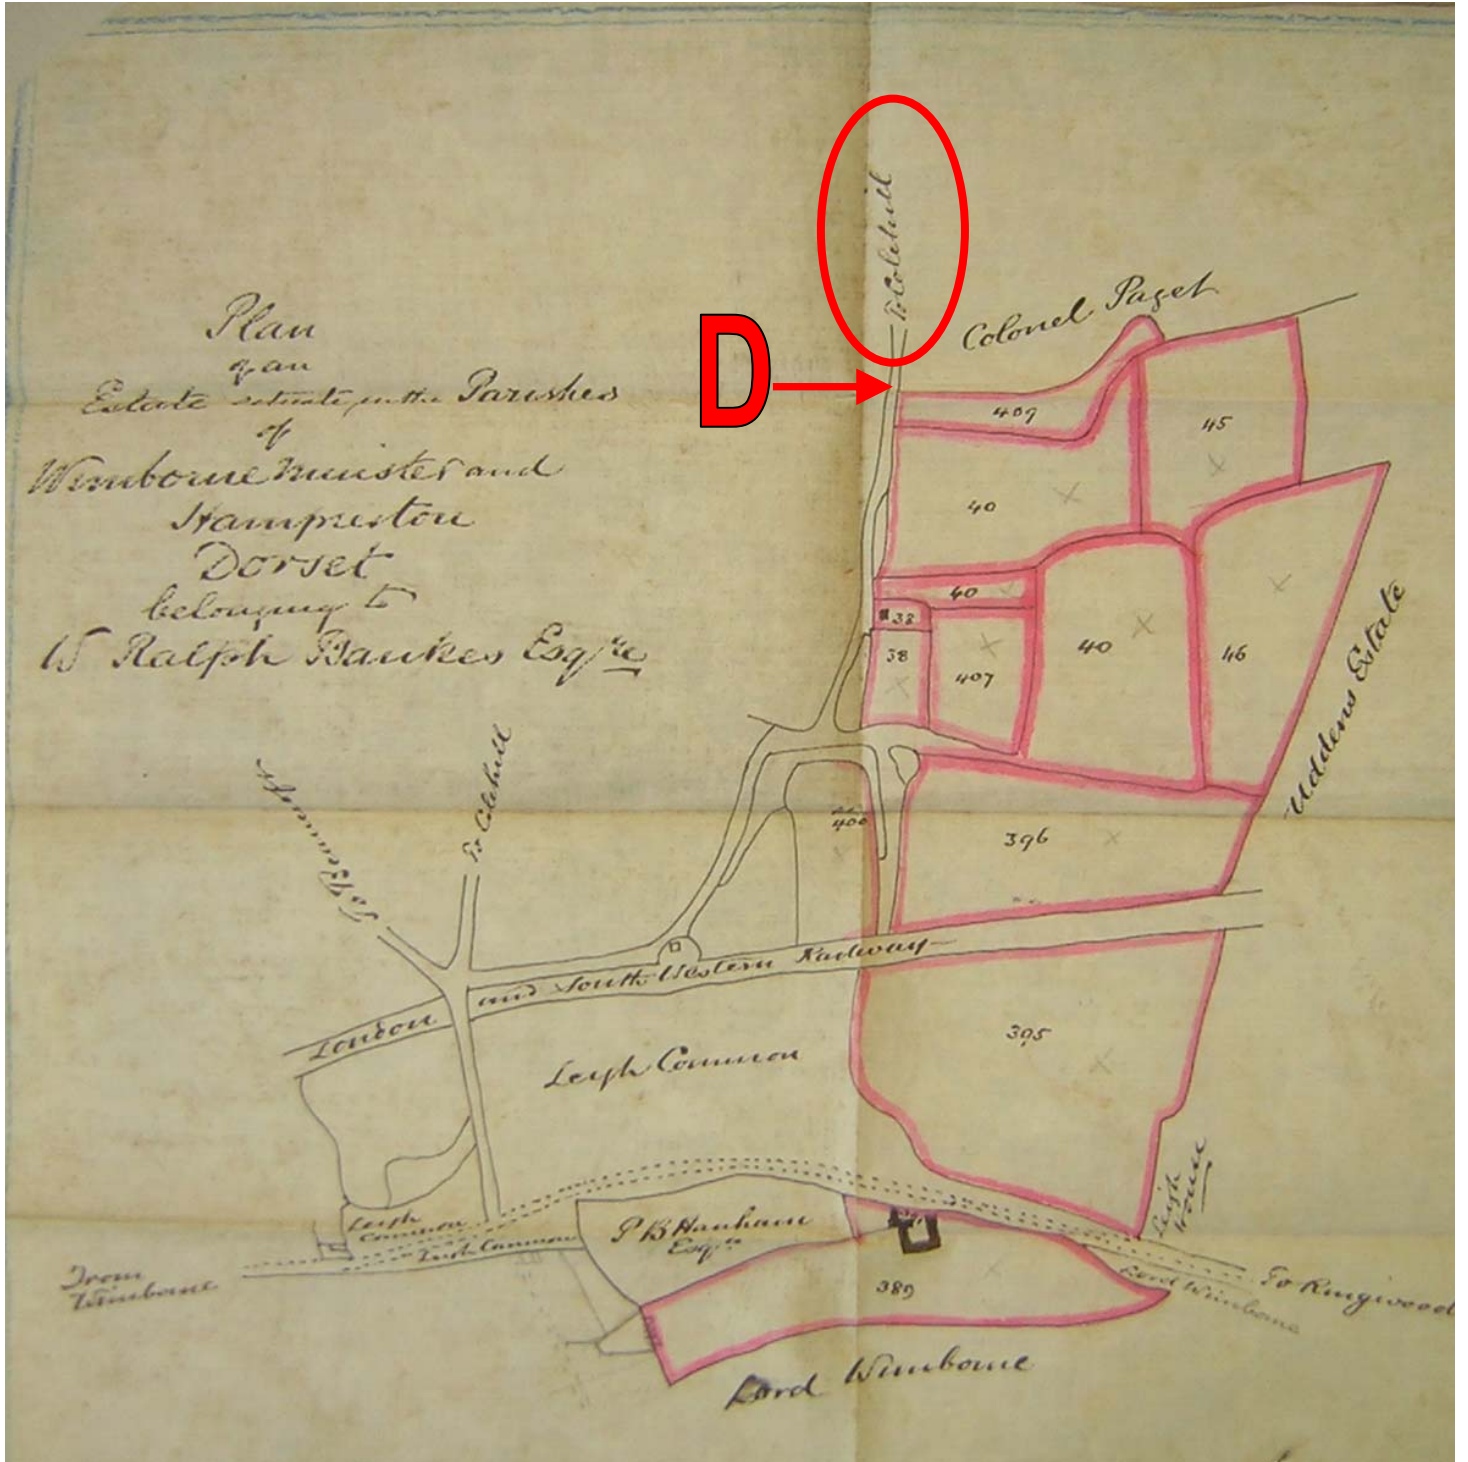 To Colehill
D
Colonel Paget
Plan
of an
Estate situate in the Parishes
of
Wimborne Minster and
Hampreston
Dorset
belonging to
W Ralph Bankes Esqre
409
45
40
40
38
38
407
40
46
Uddens Estate
To Colehill
400
396
London and South Western Railway
395
Leigh Common
Leigh
Common
Leigh Common
P B Hanham
Esqre
Leigh
389
From
Wimborne
To Ringwood
Lord Wimborne
Lord Wimborne